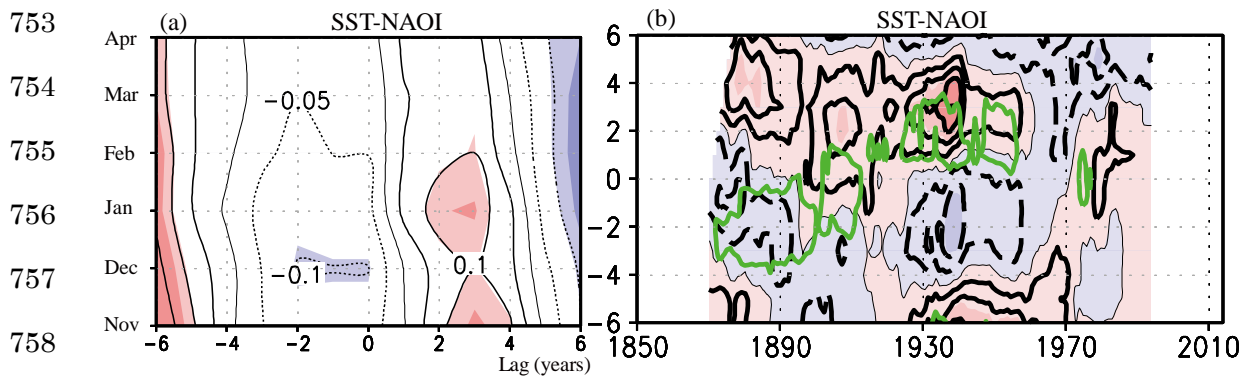 753
754
755
756
757
758
(a)
SST-NAOI
Apr
Mar
Feb
Jan
Dec
Nov
-0.05
-0.1
0.1
-6
-4
-2
0
2
4
6
Lag (years)
(b)
SST-NAOI
6
4
2
0
-2
-4
-6
1850
1890
1930
1970
2010